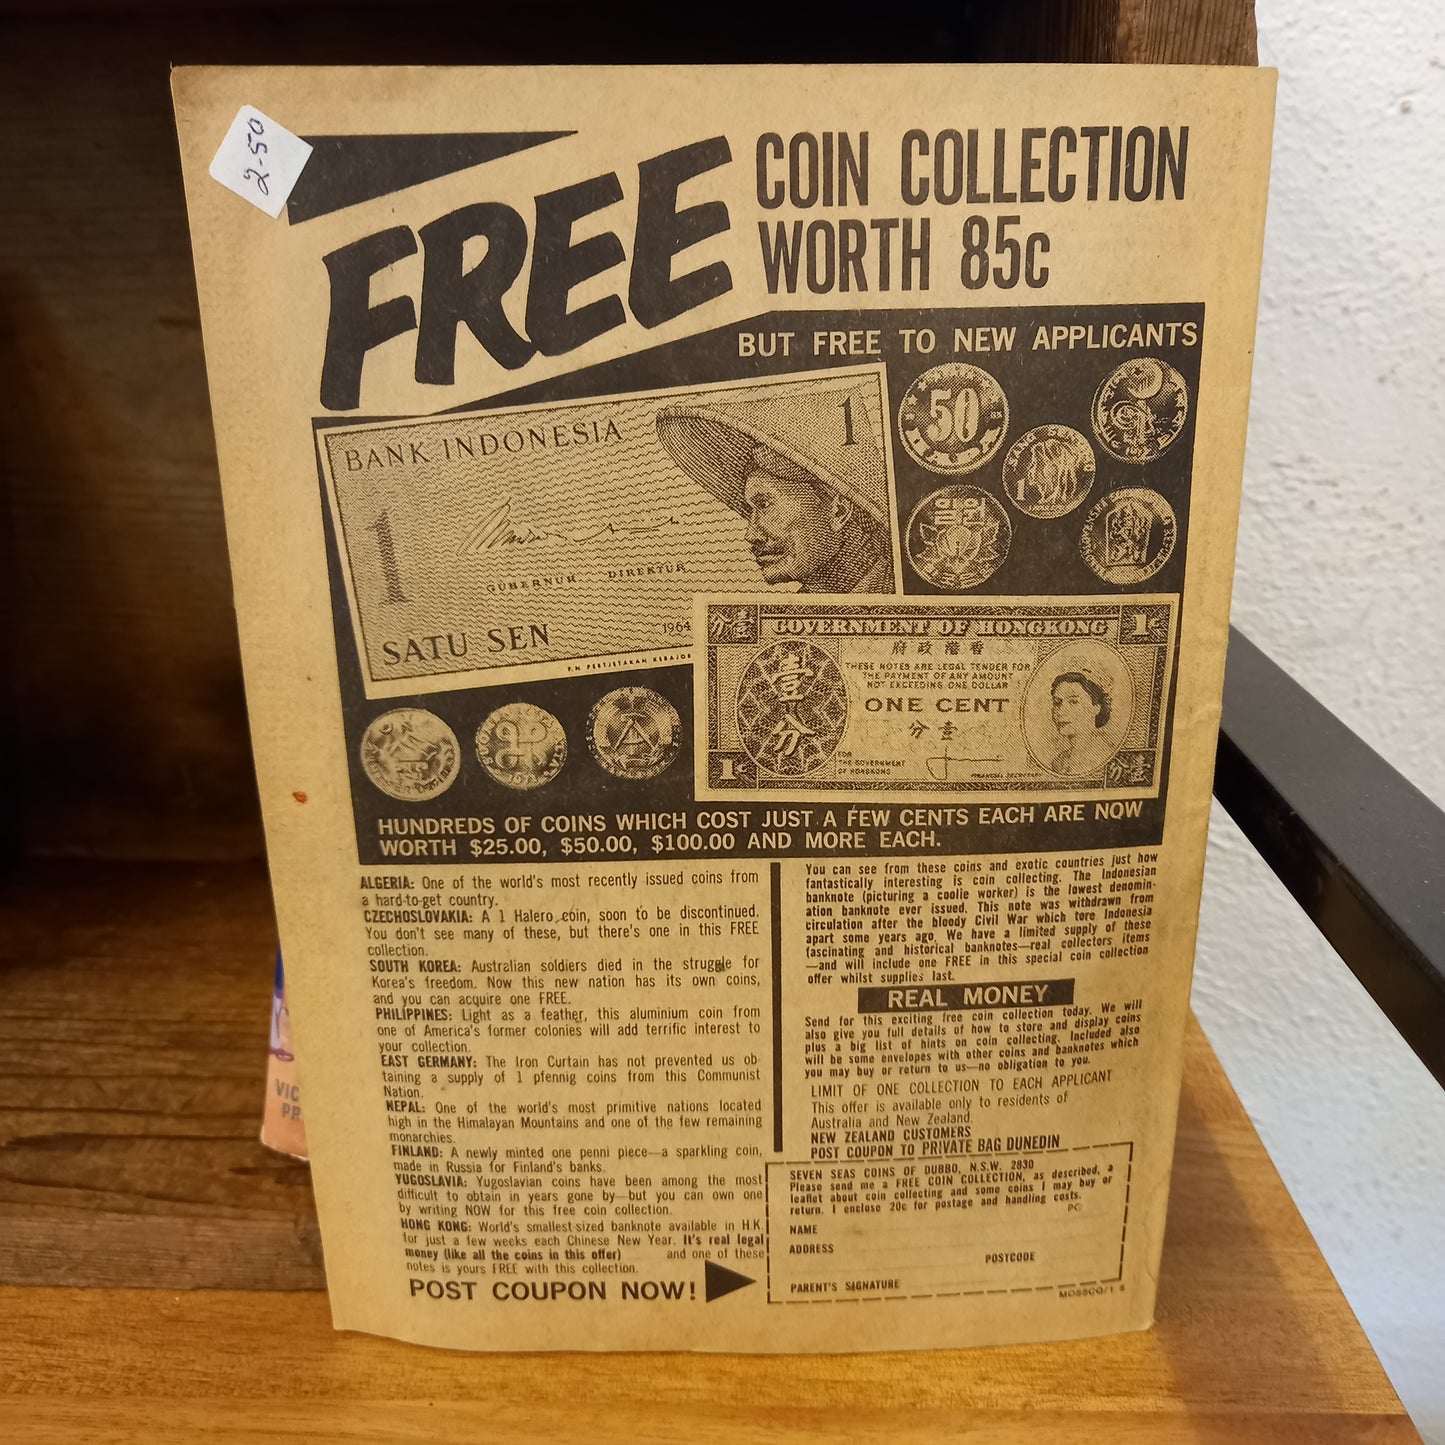 2-50
FREE
COIN COLLECTION
WORTH 85c
BUT FREE TO NEW APPLICANTS
BANK INDONESIA
1
1
GUBERNUR DIREKTUR
SATU SEN
1964
50
1
일원
GOVERNMENT OF HONGKONG
1¢
府政港香
THESE NOTES ARE LEGAL TENDER FOR
THE PAYMENT OF ANY AMOUNT
NOT EXCEEDING ONE DOLLAR
ONE CENT
分壹
壹分
FOR
THE GOVERNMENT
OF HONGKONG
FINANCIAL SECRETARY
1¢
HUNDREDS OF COINS WHICH COST JUST A FEW CENTS EACH ARE NOW
WORTH $25.00, $50.00, $100.00 AND MORE EACH.
ALGERIA: One of the world's most recently issued coins from
a hard-to-get country.
CZECHOSLOVAKIA: A 1 Halero coin, soon to be discontinued.
You don't see many of these, but there's one in this FREE
collection.
SOUTH KOREA: Australian soldiers died in the struggle for
Korea's freedom. Now this new nation has its own coins,
and you can acquire one FREE.
PHILIPPINES: Light as a feather, this aluminium coin from
one of America's former colonies will add terrific interest to
your collection.
EAST GERMANY: The Iron Curtain has not prevented us ob-
taining a supply of 1 pfennig coins from this Communist
Nation.
NEPAL: One of the world's most primitive nations located
high in the Himalayan Mountains and one of the few remaining
monarchies.
FINLAND: A newly minted one penni piece—a sparkling coin,
made in Russia for Finland's banks.
YUGOSLAVIA: Yugoslavian coins have been among the most
difficult to obtain in years gone by—but you can own one
by writing NOW for this free coin collection.
HONG KONG: World's smallest-sized banknote available in H.K.
for just a few weeks each Chinese New Year. It's real legal
money (like all the coins in this offer) and one of these
notes is yours FREE with this collection.
POST COUPON NOW!
You can see from these coins and exotic countries just how
fantastically interesting is coin collecting. The Indonesian
banknote (picturing a coolie worker) is the lowest denomin-
ation banknote ever issued. This note was withdrawn from
circulation after the bloody Civil War which tore Indonesia
apart some years ago. We have a limited supply of these
fascinating and historical banknotes—real collectors items
—and will include one FREE in this special coin collection
offer whilst supplies last.
REAL MONEY
Send for this exciting free coin collection today. We will
also give you full details of how to store and display coins
plus a big list of hints on coin collecting. Included also
will be some envelopes with other coins and banknotes which
you may buy or return to us—no obligation to you.
LIMIT OF ONE COLLECTION TO EACH APPLICANT
This offer is available only to residents of
Australia and New Zealand.
NEW ZEALAND CUSTOMERS
POST COUPON TO PRIVATE BAG DUNEDIN
SEVEN SEAS COINS OF DUBBO, N.S.W. 2830
Please send me a FREE COIN COLLECTION, as described, a
leaflet about coin collecting and some coins I may buy or
return. I enclose 20c for postage and handling costs.
PC
NAME
ADDRESS
POSTCODE
PARENT'S SIGNATURE
VIC
PR